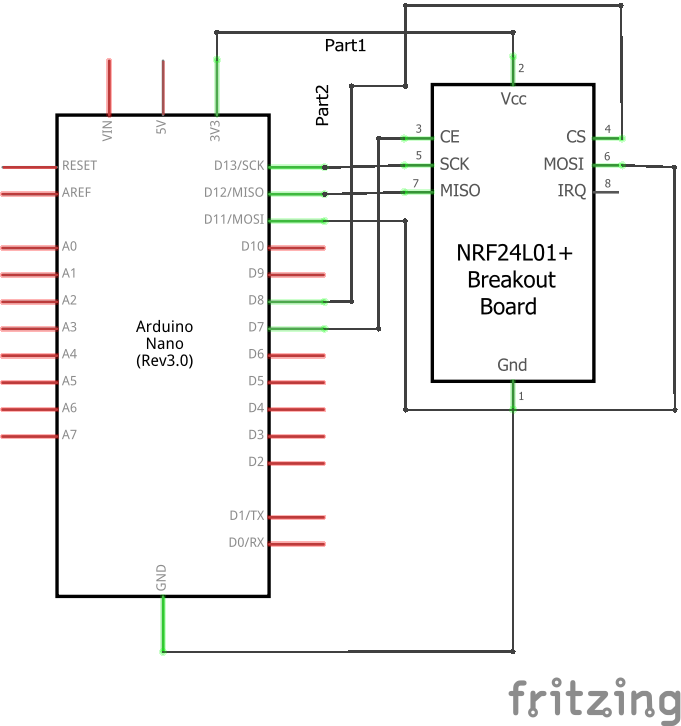 Part1
Part2
VIN
5V
3V3
RESET
AREF
A0
A1
A2
A3
A4
A5
A6
A7
D13/SCK
D12/MISO
D11/MOSI
D10
D9
D8
D7
D6
D5
D4
D3
D2
D1/TX
D0/RX
GND
Arduino
Nano
(Rev3.0)
2
Vcc
3 CE
5 SCK
7 MISO
CS 4
MOSI 6
IRQ 8
NRF24L01+
Breakout
Board
Gnd
1
fritzing